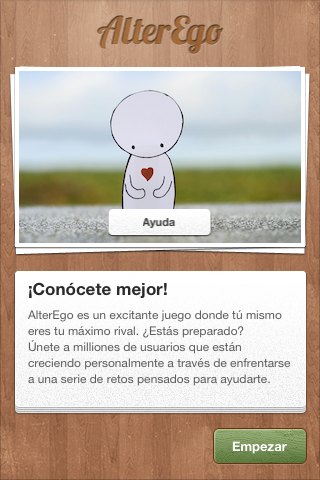 AlterEgo
Ayuda
¡Conócete mejor!
AlterEgo es un excitante juego donde tú mismo
eres tu máximo rival. ¿Estás preparado?
Únete a millones de usuarios que están
creciendo personalmente a través de enfrentarse
a una serie de retos pensados para ayudarte.
Empezar